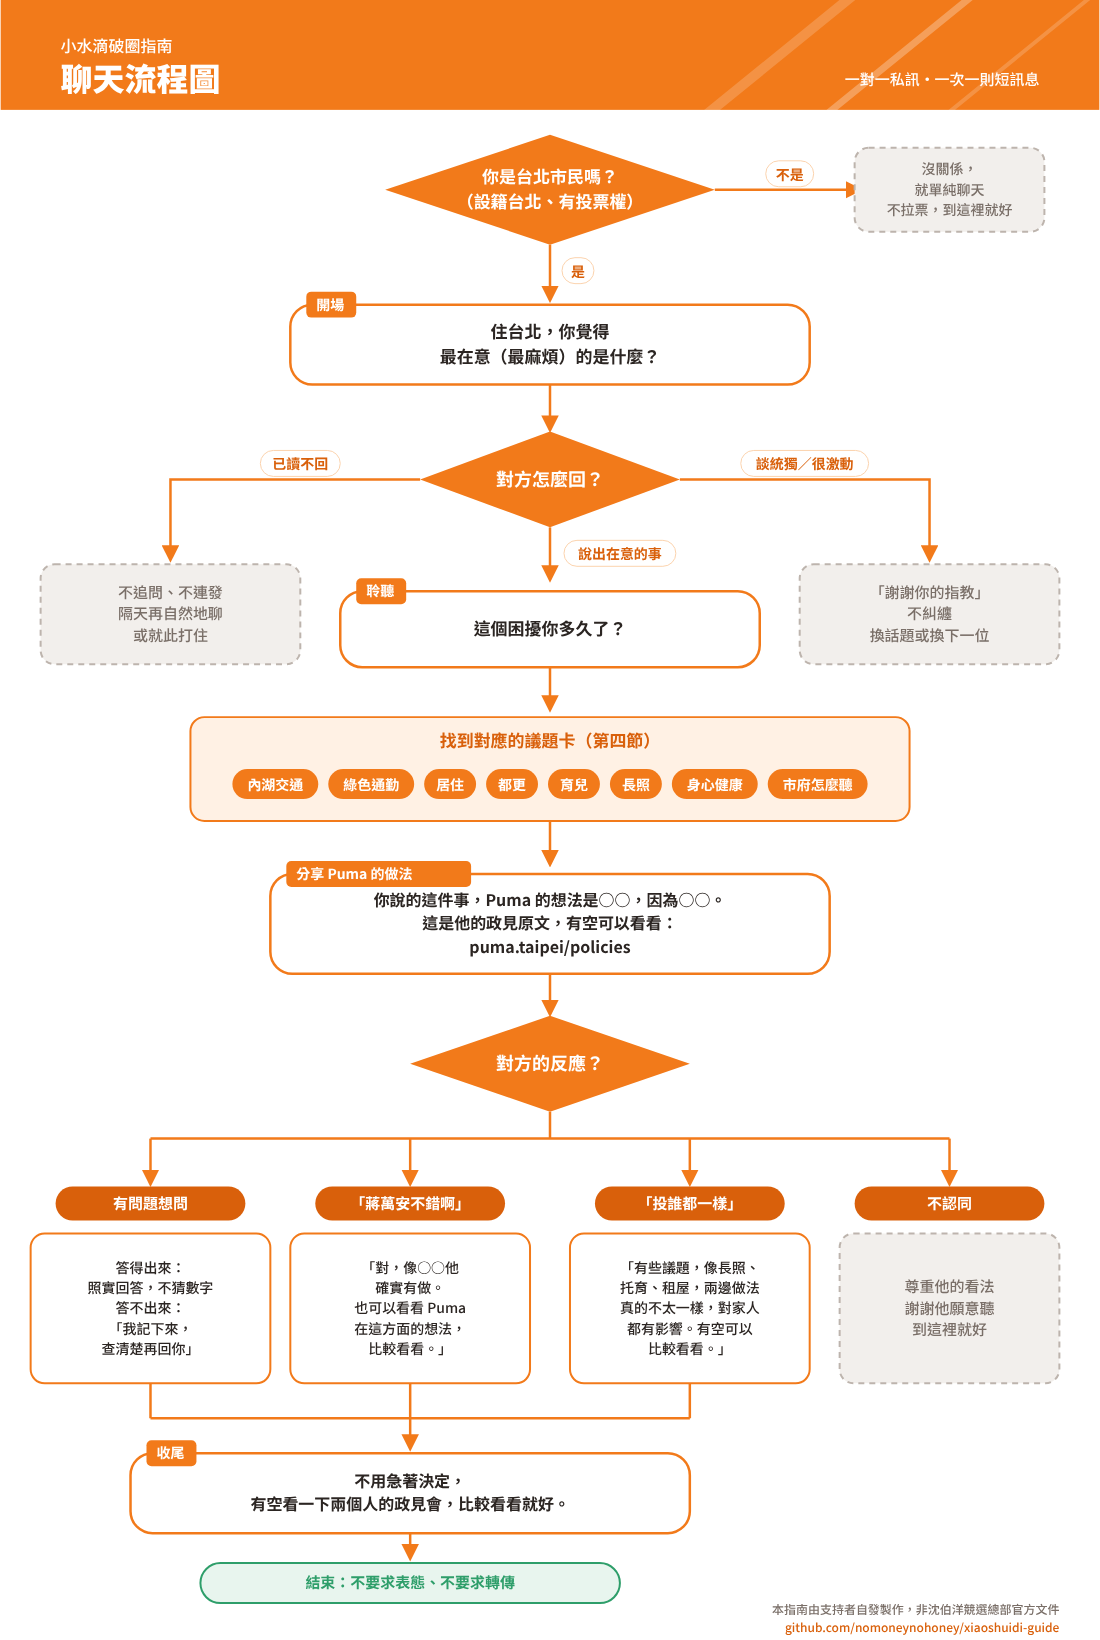 小水滴破圈指南
聊天流程圖
一對一私訊・一次一則短訊息
你是台北市民嗎？
（設籍台北、有投票權）
不是
沒關係，
就單純聊天
不拉票，到這裡就好
是
開場
住台北，你覺得
最在意（最麻煩）的是什麼？
對方怎麼回？
已讀不回
談統獨／很激動
說出在意的事
不追問、不連發
隔天再自然地聊
或就此打住
聆聽
這個困擾你多久了？
「謝謝你的指教」
不糾纏
換話題或換下一位
找到對應的議題卡（第四節）
內湖交通
綠色通勤
居住
都更
育兒
長照
身心健康
市府怎麼聽
分享 Puma 的做法
你說的這件事，Puma 的想法是○○，因為○○。
這是他的政見原文，有空可以看看：
puma.taipei/policies
對方的反應？
有問題想問
「蔣萬安不錯啊」
「投誰都一樣」
不認同
答得出來：
照實回答，不猜數字
答不出來：
「我記下來，
查清楚再回你」
「對，像○○他
確實有做。
也可以看看 Puma
在這方面的想法，
比較看看。」
「有些議題，像長照、
托育、租屋，兩邊做法
真的不太一樣，對家人
都有影響。有空可以
比較看看。」
尊重他的看法
謝謝他願意聽
到這裡就好
收尾
不用急著決定，
有空看一下兩個人的政見會，比較看看就好。
結束：不要求表態、不要求轉傳
本指南由支持者自發製作，非沈伯洋競選總部官方文件
github.com/nomoneynohoney/xiaoshuidi-guide